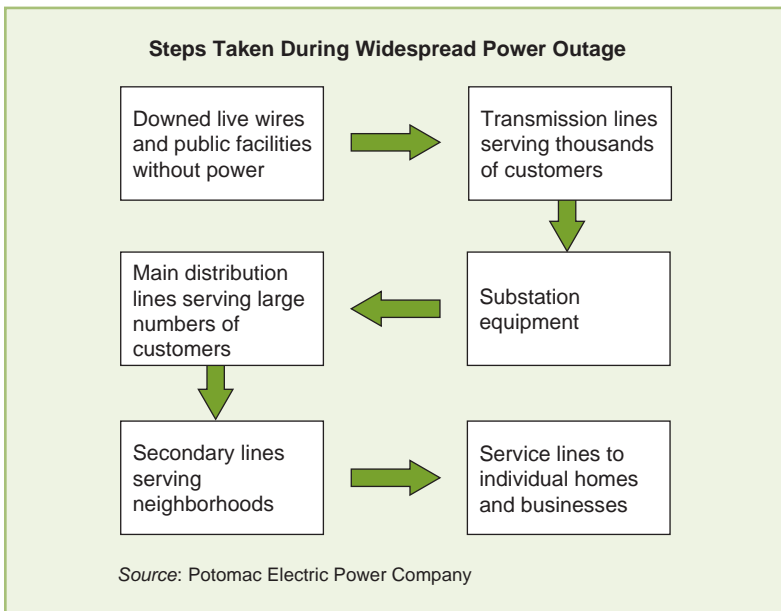 Steps Taken During Widespread Power Outage
Downed live wires
and public facilities
without power
Transmission lines
serving thousands
of customers
Substation
equipment
Main distribution
lines serving large
numbers of
customers
Secondary lines
serving
neighborhoods
Service lines to
individual homes
and businesses
Source: Potomac Electric Power Company